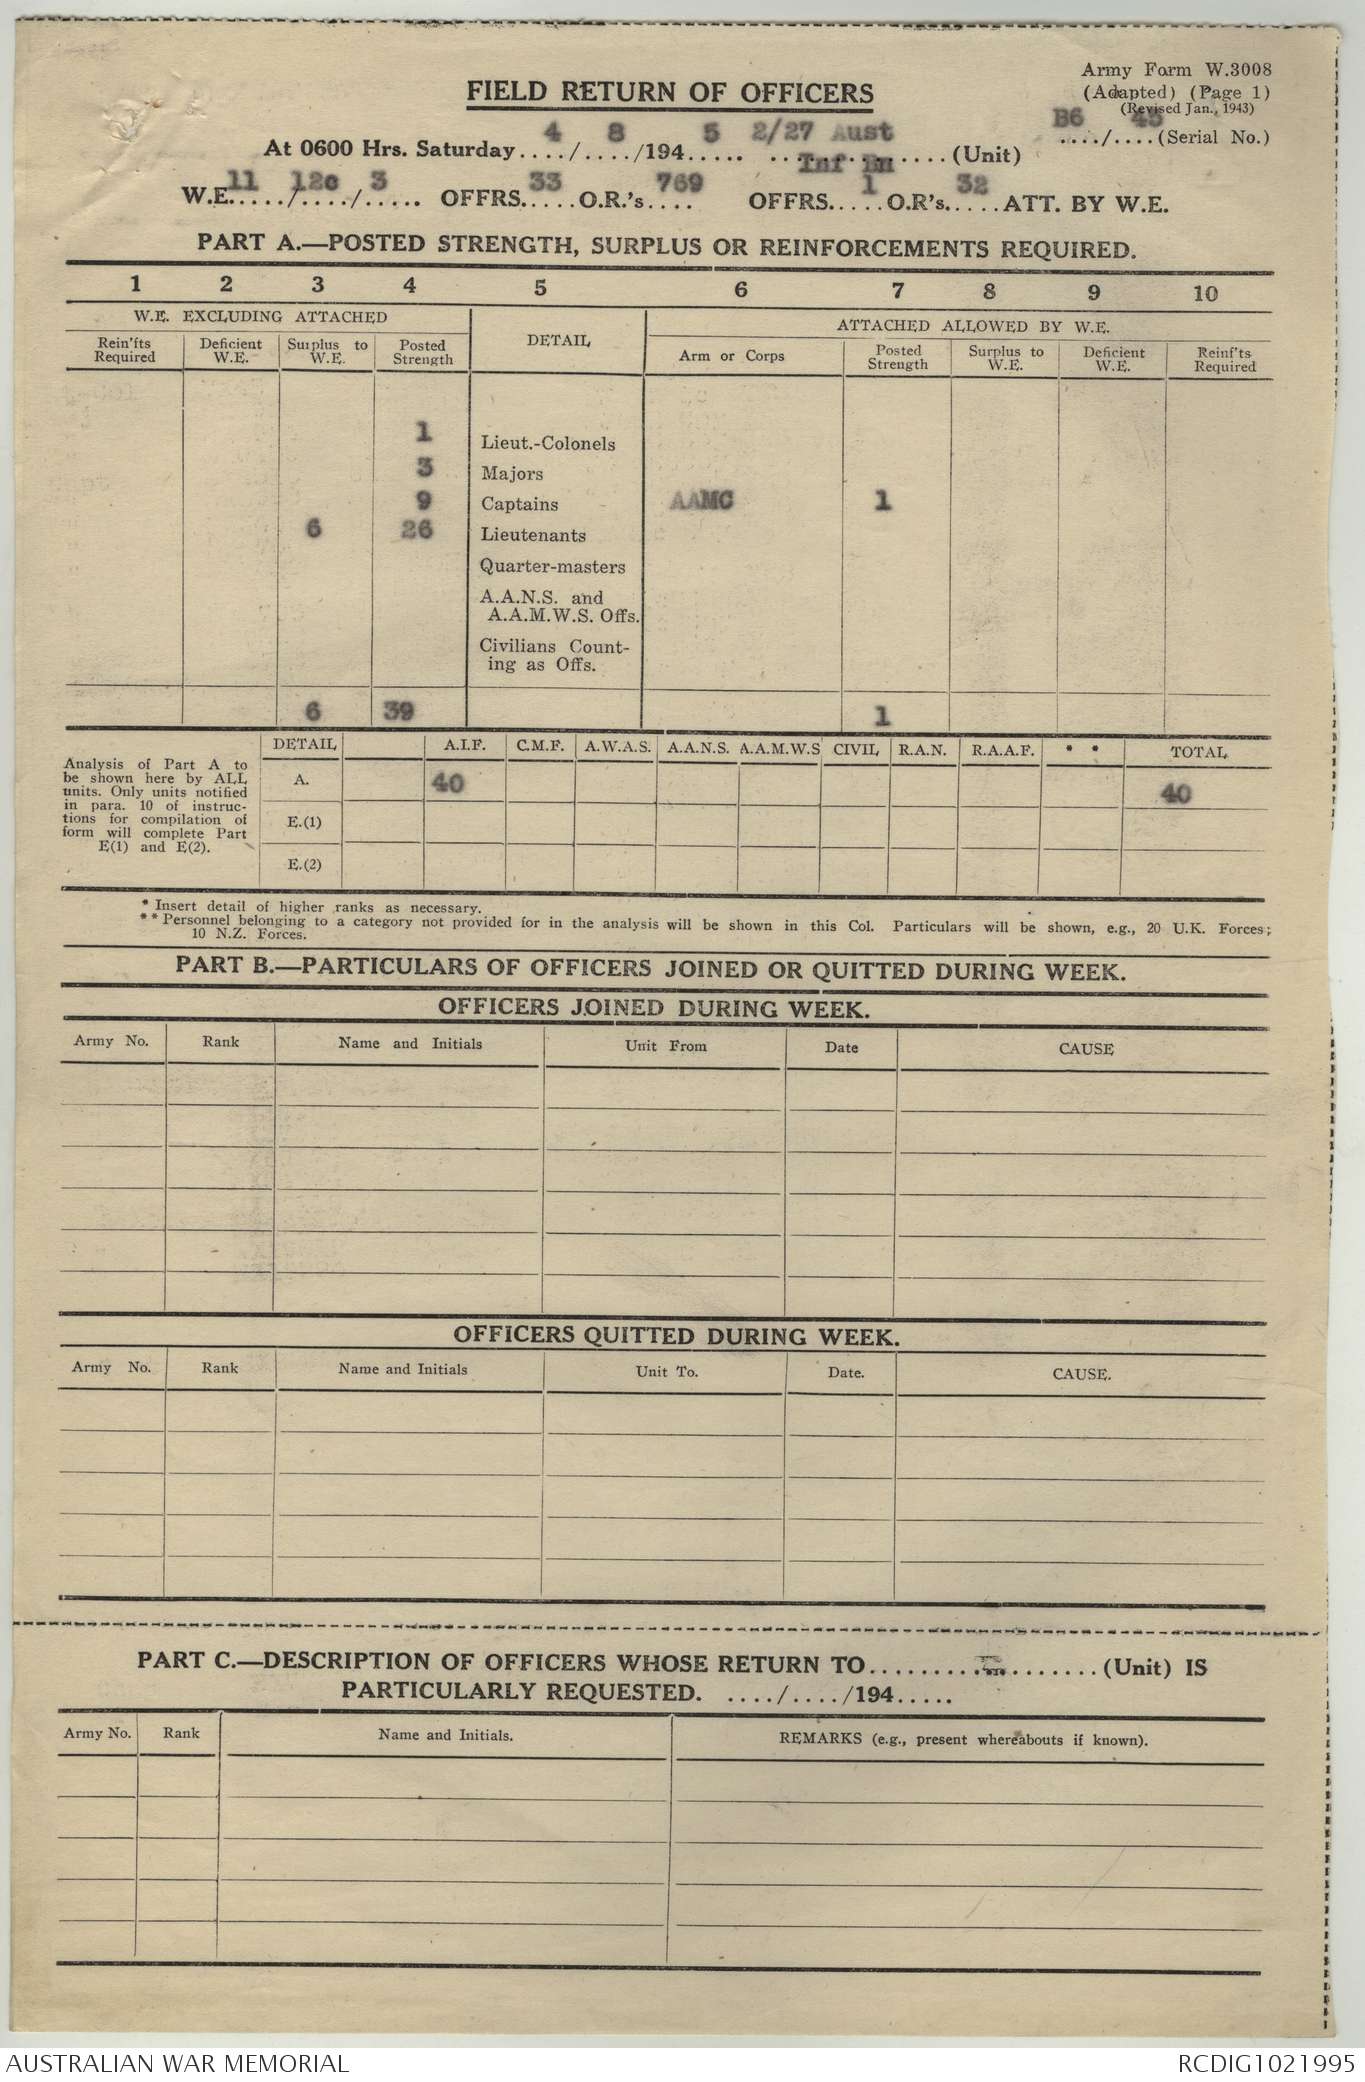 Army Form W.3008
(Adapted) (Page 1)
(Revised Jan., 1943)
FIELD RETURN OF OFFICERS
B6 45
..../....(Serial No.)
4 8 5 2/27 Aust
At 0600 Hrs. Saturday..../..../194..... ................(Unit)
Inf Bn
11 12c 3 33 769 1 32
W.E...../..../..... OFFRS.....O.R.'s.... OFFRS.....O.R's.....ATT. BY W.E.
PART A.—POSTED STRENGTH, SURPLUS OR REINFORCEMENTS REQUIRED.
1 2 3 4 5 6 7 8 9 10
W.E. EXCLUDING ATTACHED DETAIL ATTACHED ALLOWED BY W.E.
Rein'fts Required Deficient W.E. Surplus to W.E. Posted Strength Arm or Corps Posted Strength Surplus to W.E. Deficient W.E. Reinf'ts Required
1 Lieut.-Colonels
3 Majors
9 Captains AAMC 1
6 26 Lieutenants
Quarter-masters
A.A.N.S. and
A.A.M.W.S. Offs.
Civilians Count-
ing as Offs.
6 39 1
Analysis of Part A to
be shown here by ALL
units. Only units notified
in para. 10 of instruc-
tions for compilation of
form will complete Part
E(1) and E(2).
DETAIL A.I.F. C.M.F. A.W.A.S. A.A.N.S. A.A.M.W.S CIVIL R.A.N. R.A.A.F. * * TOTAL
A. 40 40
E.(1)
E.(2)
* Insert detail of higher ranks as necessary.
** Personnel belonging to a category not provided for in the analysis will be shown in this Col. Particulars will be shown, e.g., 20 U.K. Forces;
10 N.Z. Forces.
PART B.—PARTICULARS OF OFFICERS JOINED OR QUITTED DURING WEEK.
OFFICERS JOINED DURING WEEK.
Army No. Rank Name and Initials Unit From Date CAUSE
OFFICERS QUITTED DURING WEEK.
Army No. Rank Name and Initials Unit To. Date. CAUSE.
PART C.—DESCRIPTION OF OFFICERS WHOSE RETURN TO....................(Unit) IS
PARTICULARLY REQUESTED. ..../..../194.....
Army No. Rank Name and Initials. REMARKS (e.g., present whereabouts if known).
AUSTRALIAN WAR MEMORIAL RCDIG1021995